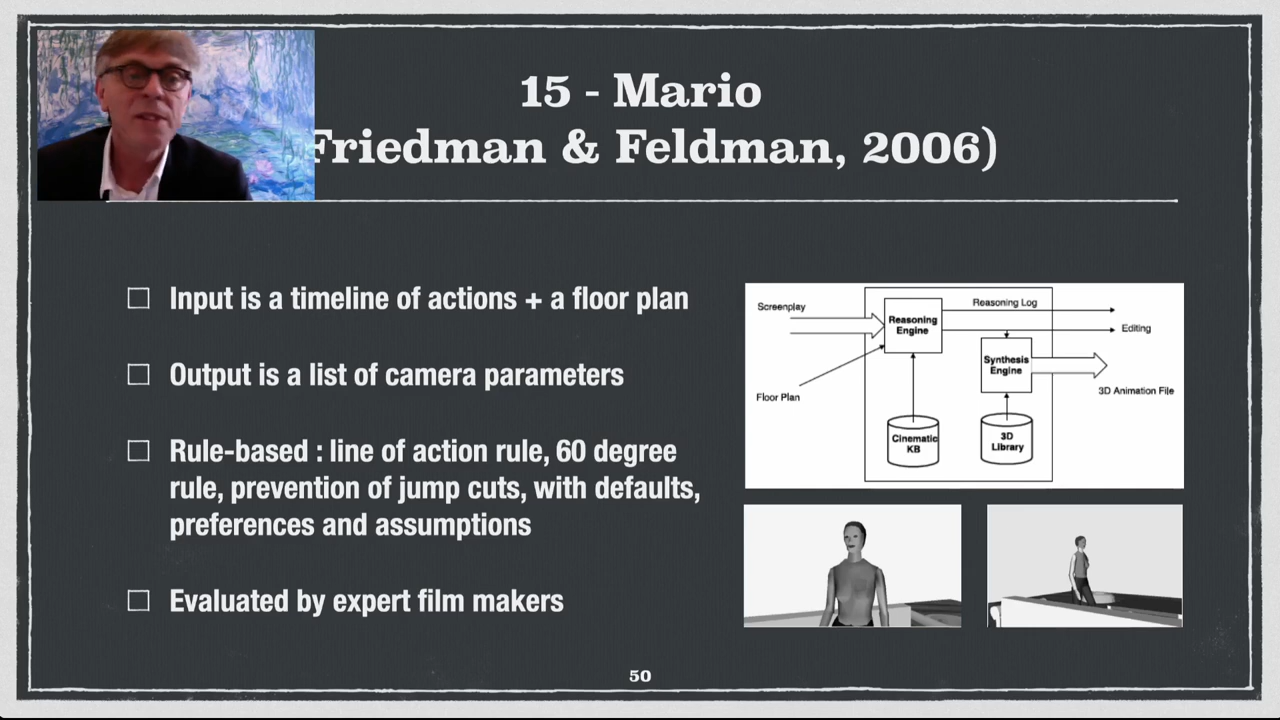 15 - Mario
Friedman & Feldman, 2006)
Input is a timeline of actions + a floor plan
Output is a list of camera parameters
Rule-based : line of action rule, 60 degree
rule, prevention of jump cuts, with defaults,
preferences and assumptions
Evaluated by expert film makers
Screenplay
Floor Plan
Reasoning
Engine
Cinematic
KB
Reasoning Log
Editing
Synthesis
Engine
3D
Library
3D Animation File
50